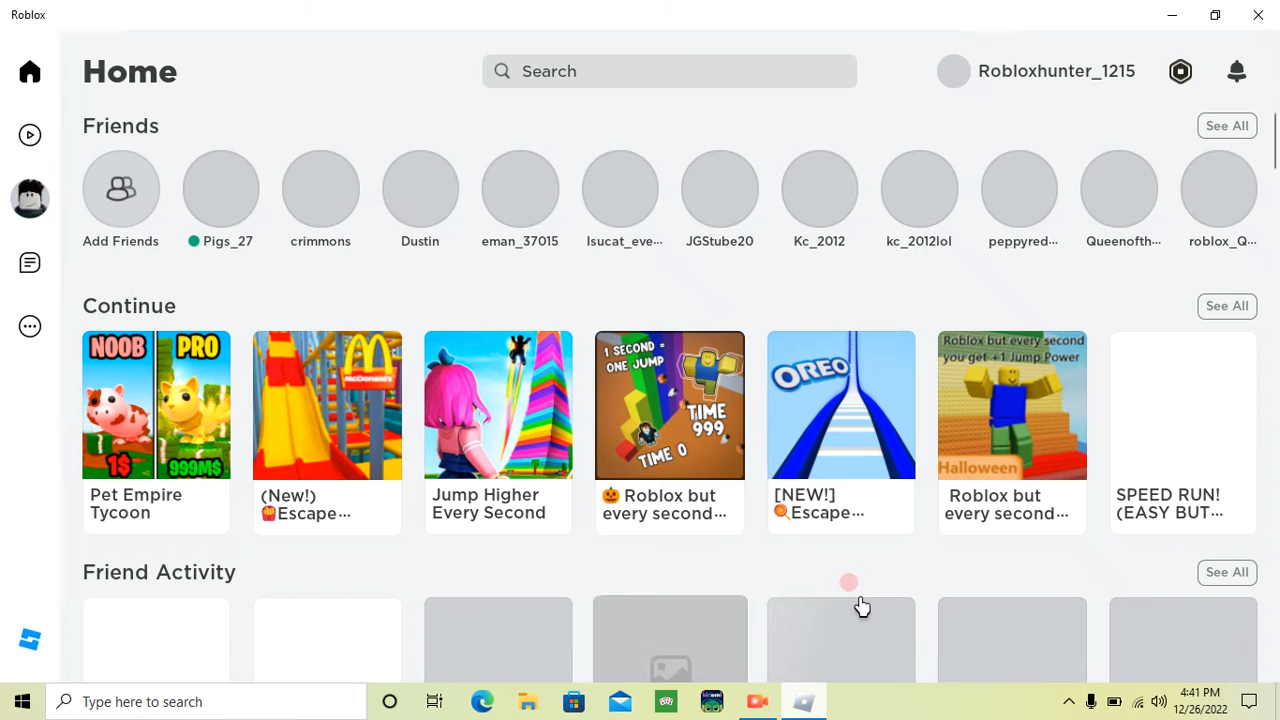 Roblox
Home
Search
Robloxhunter_1215
Friends
See All
Add Friends
Pigs_27
crimmons
Dustin
eman_37015
Isucat_eve...
JGStube20
Kc_2012
kc_2012lol
peppyred...
Queenofth...
roblox_Q...
Continue
See All
NOOB
PRO
1$
999M$
McDonald's
1 SECOND =
ONE JUMP
TIME
999
TIME 0
OREO
Roblox but every second
you get +1 Jump Power
Halloween
Pet Empire
Tycoon
(New!)
🍟Escape...
Jump Higher
Every Second
🎃 Roblox but
every second...
[NEW!]
🍭Escape...
Roblox but
every second...
SPEED RUN!
(EASY BUT...
Friend Activity
See All
Type here to search
4:41 PM
12/26/2022